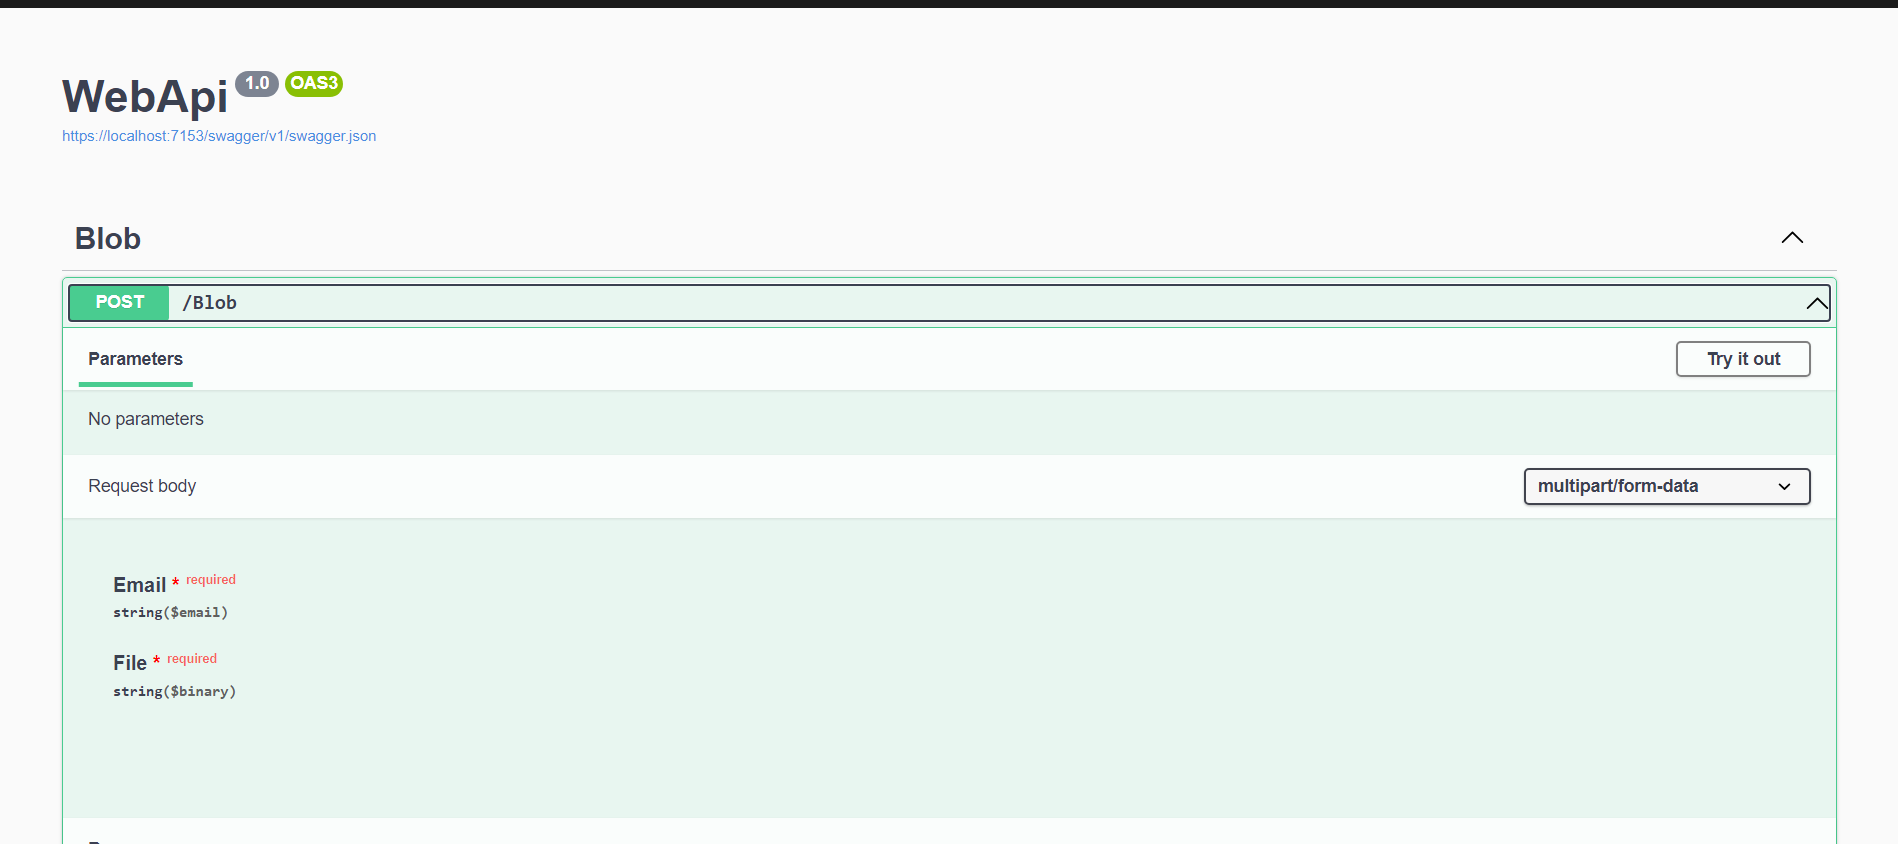 WebApi 1.0 OAS3
https://localhost:7153/swagger/v1/swagger.json
Blob
POST /Blob
Parameters
Try it out
No parameters
Request body
multipart/form-data
Email * required
string($email)
File * required
string($binary)